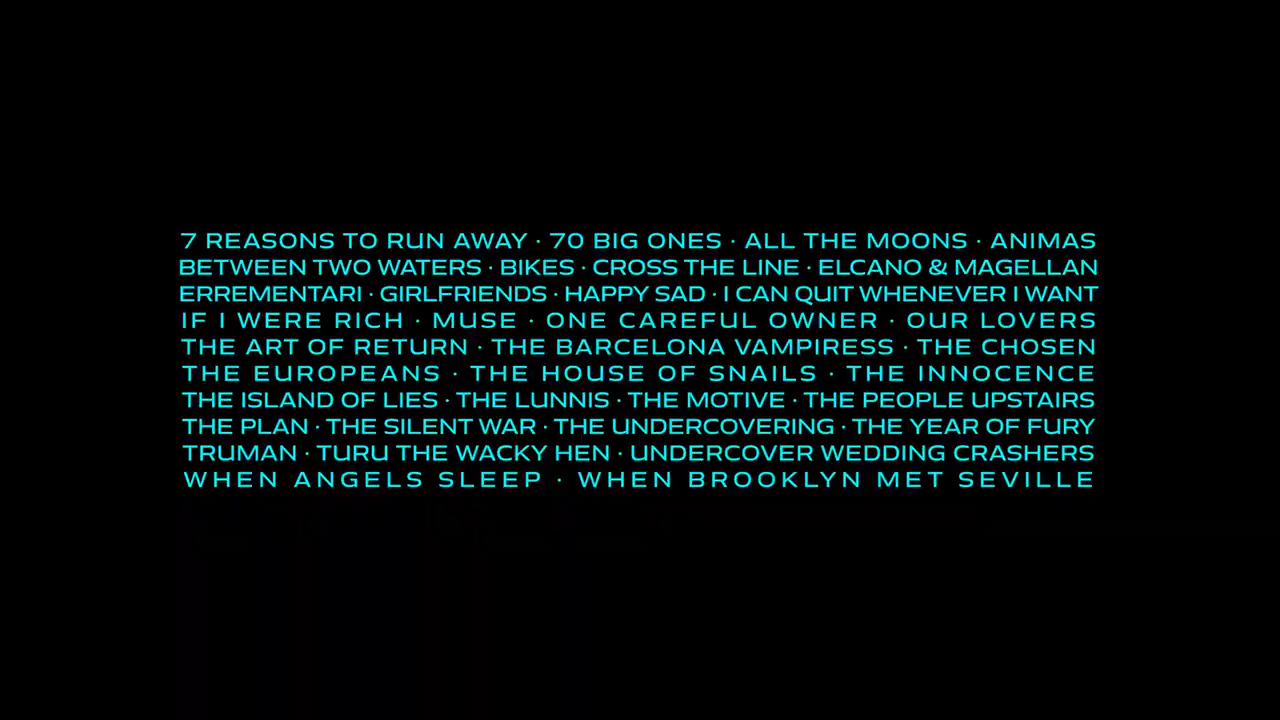 7 REASONS TO RUN AWAY · 70 BIG ONES · ALL THE MOONS · ANIMAS
BETWEEN TWO WATERS · BIKES · CROSS THE LINE · ELCANO & MAGELLAN
ERREMENTARI · GIRLFRIENDS · HAPPY SAD · I CAN QUIT WHENEVER I WANT
IF I WERE RICH · MUSE · ONE CAREFUL OWNER · OUR LOVERS
THE ART OF RETURN · THE BARCELONA VAMPIRESS · THE CHOSEN
THE EUROPEANS · THE HOUSE OF SNAILS · THE INNOCENCE
THE ISLAND OF LIES · THE LUNNIS · THE MOTIVE · THE PEOPLE UPSTAIRS
THE PLAN · THE SILENT WAR · THE UNDERCOVERING · THE YEAR OF FURY
TRUMAN · TURU THE WACKY HEN · UNDERCOVER WEDDING CRASHERS
WHEN ANGELS SLEEP · WHEN BROOKLYN MET SEVILLE